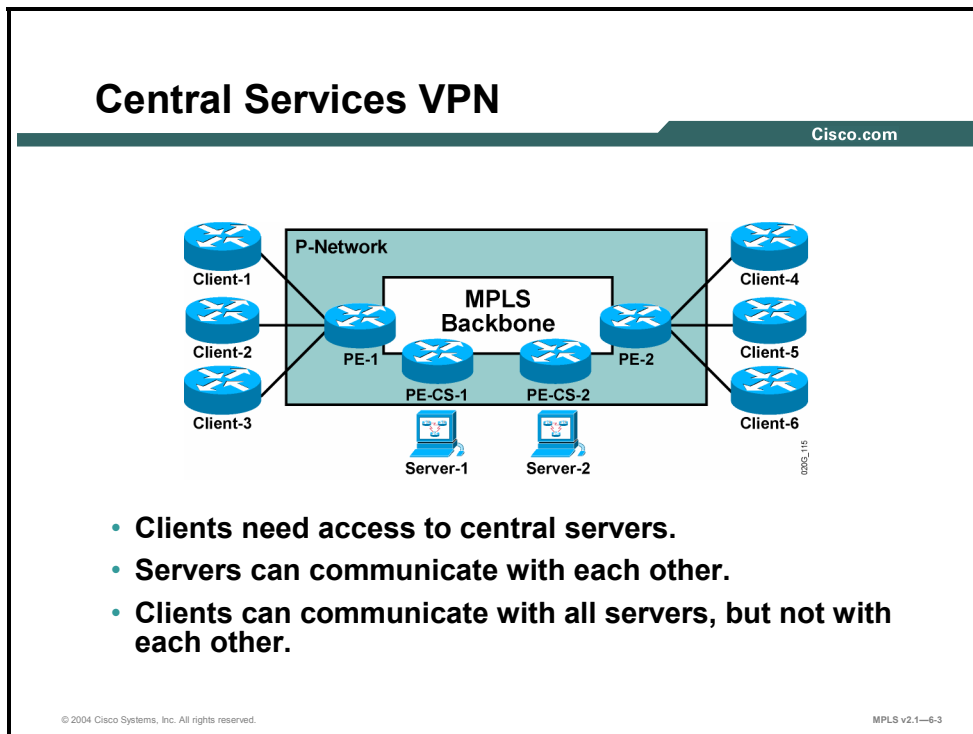 Central Services VPN
Cisco.com
P-Network
Client-1
Client-2
Client-3
MPLS
Backbone
PE-1
PE-2
PE-CS-1
PE-CS-2
Server-1
Server-2
Client-4
Client-5
Client-6
020G_115
• Clients need access to central servers.
• Servers can communicate with each other.
• Clients can communicate with all servers, but not with
each other.
© 2004 Cisco Systems, Inc. All rights reserved.
MPLS v2.1—6-3